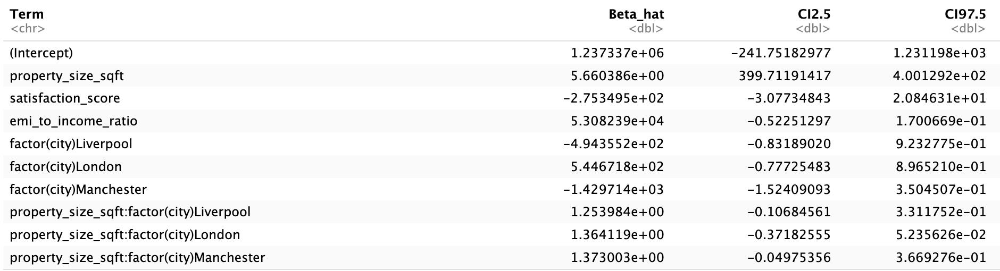 Term Beta_hat CI2.5 CI97.5
<chr> <dbl> <dbl> <dbl>
(Intercept) 1.237337e+06 -241.75182977 1.231198e+03
property_size_sqft 5.660386e+00 399.71191417 4.001292e+02
satisfaction_score -2.753495e+02 -3.07734843 2.084631e+01
emi_to_income_ratio 5.308239e+04 -0.52251297 1.700669e-01
factor(city)Liverpool -4.943552e+02 -0.83189020 9.232775e-01
factor(city)London 5.446718e+02 -0.77725483 8.965210e-01
factor(city)Manchester -1.429714e+03 -1.52409093 3.504507e-01
property_size_sqft:factor(city)Liverpool 1.253984e+00 -0.10684561 3.311752e-01
property_size_sqft:factor(city)London 1.364119e+00 -0.37182555 5.235626e-02
property_size_sqft:factor(city)Manchester 1.373003e+00 -0.04975356 3.669276e-01